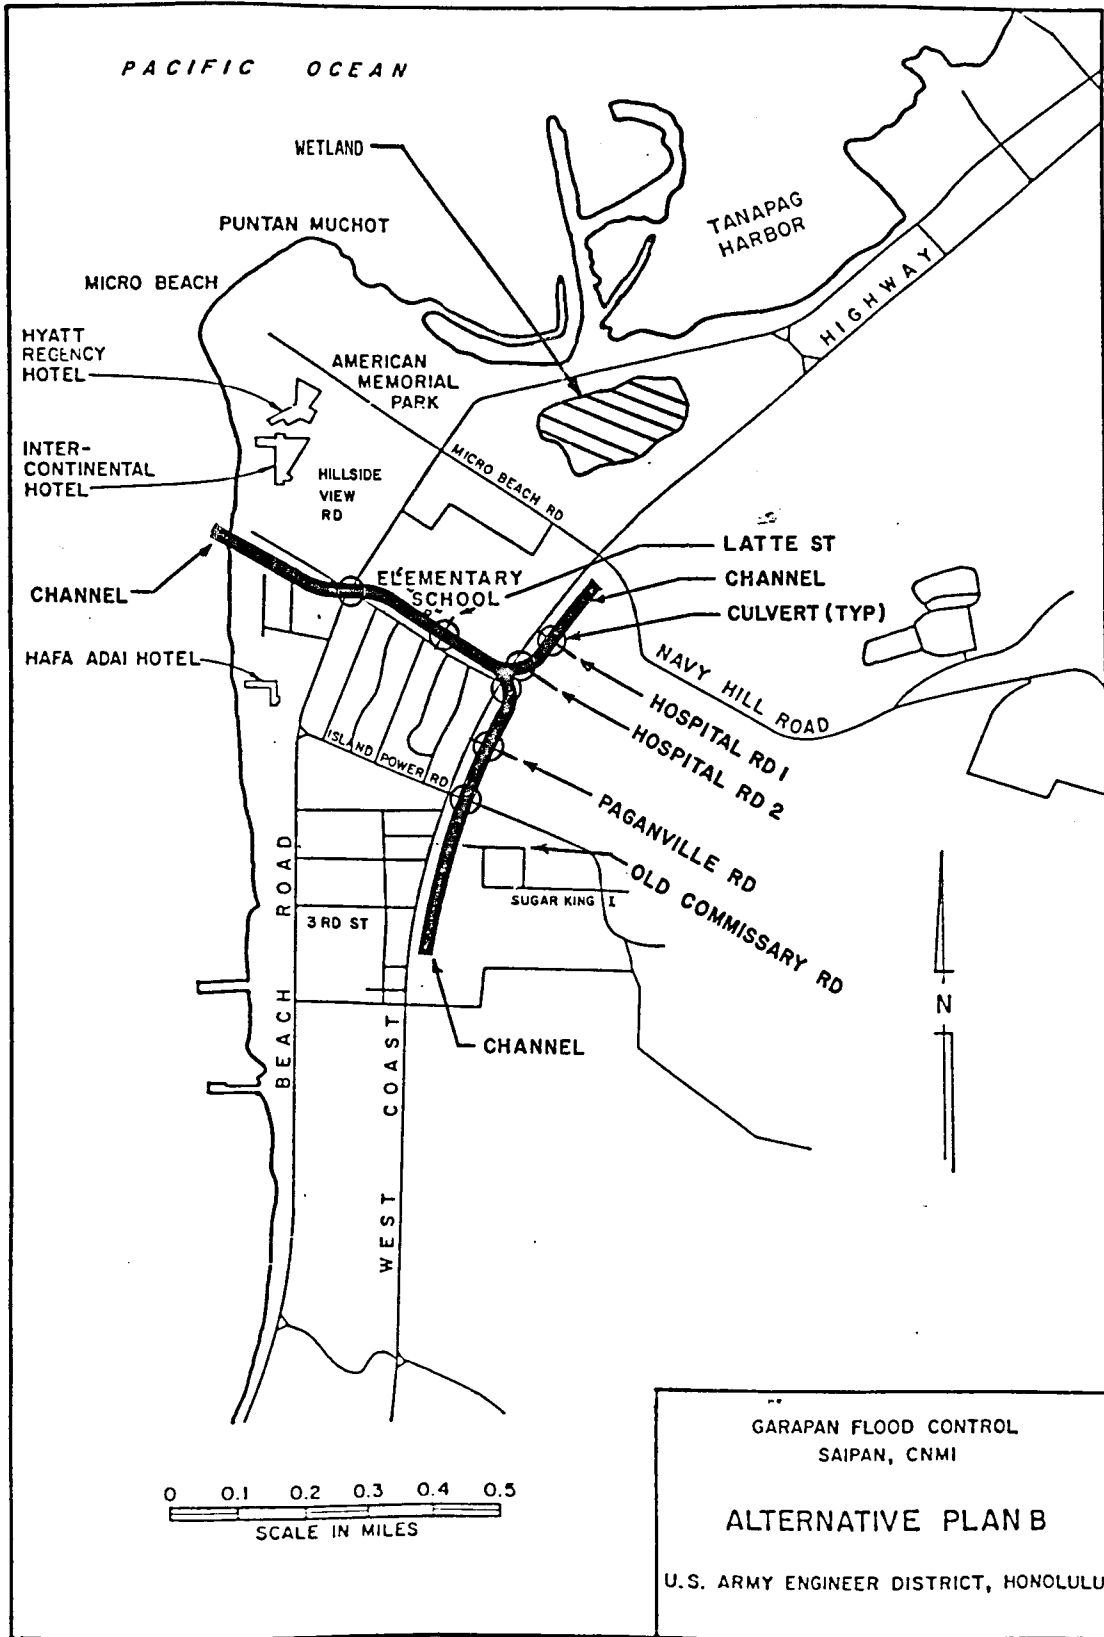 PACIFIC OCEAN
WETLAND
PUNTAN MUCHOT
TANAPAG
HARBOR
MICRO BEACH
HIGHWAY
HYATT
REGENCY
HOTEL
AMERICAN
MEMORIAL
PARK
INTER-
CONTINENTAL
HOTEL
MICRO BEACH RD
HILLSIDE
VIEW
RD
LATTE ST
CHANNEL
ELEMENTARY
SCHOOL
CHANNEL
CULVERT (TYP)
HAFA ADAI HOTEL
NAVY HILL ROAD
HOSPITAL RD 1
HOSPITAL RD 2
ISLAND POWER RD
PAGANVILLE RD
OLD COMMISSARY RD
SUGAR KING I
3RD ST
BEACH ROAD
N
CHANNEL
WEST COAST
0 0.1 0.2 0.3 0.4 0.5
SCALE IN MILES
GARAPAN FLOOD CONTROL
SAIPAN, CNMI
ALTERNATIVE PLAN B
U.S. ARMY ENGINEER DISTRICT, HONOLULU